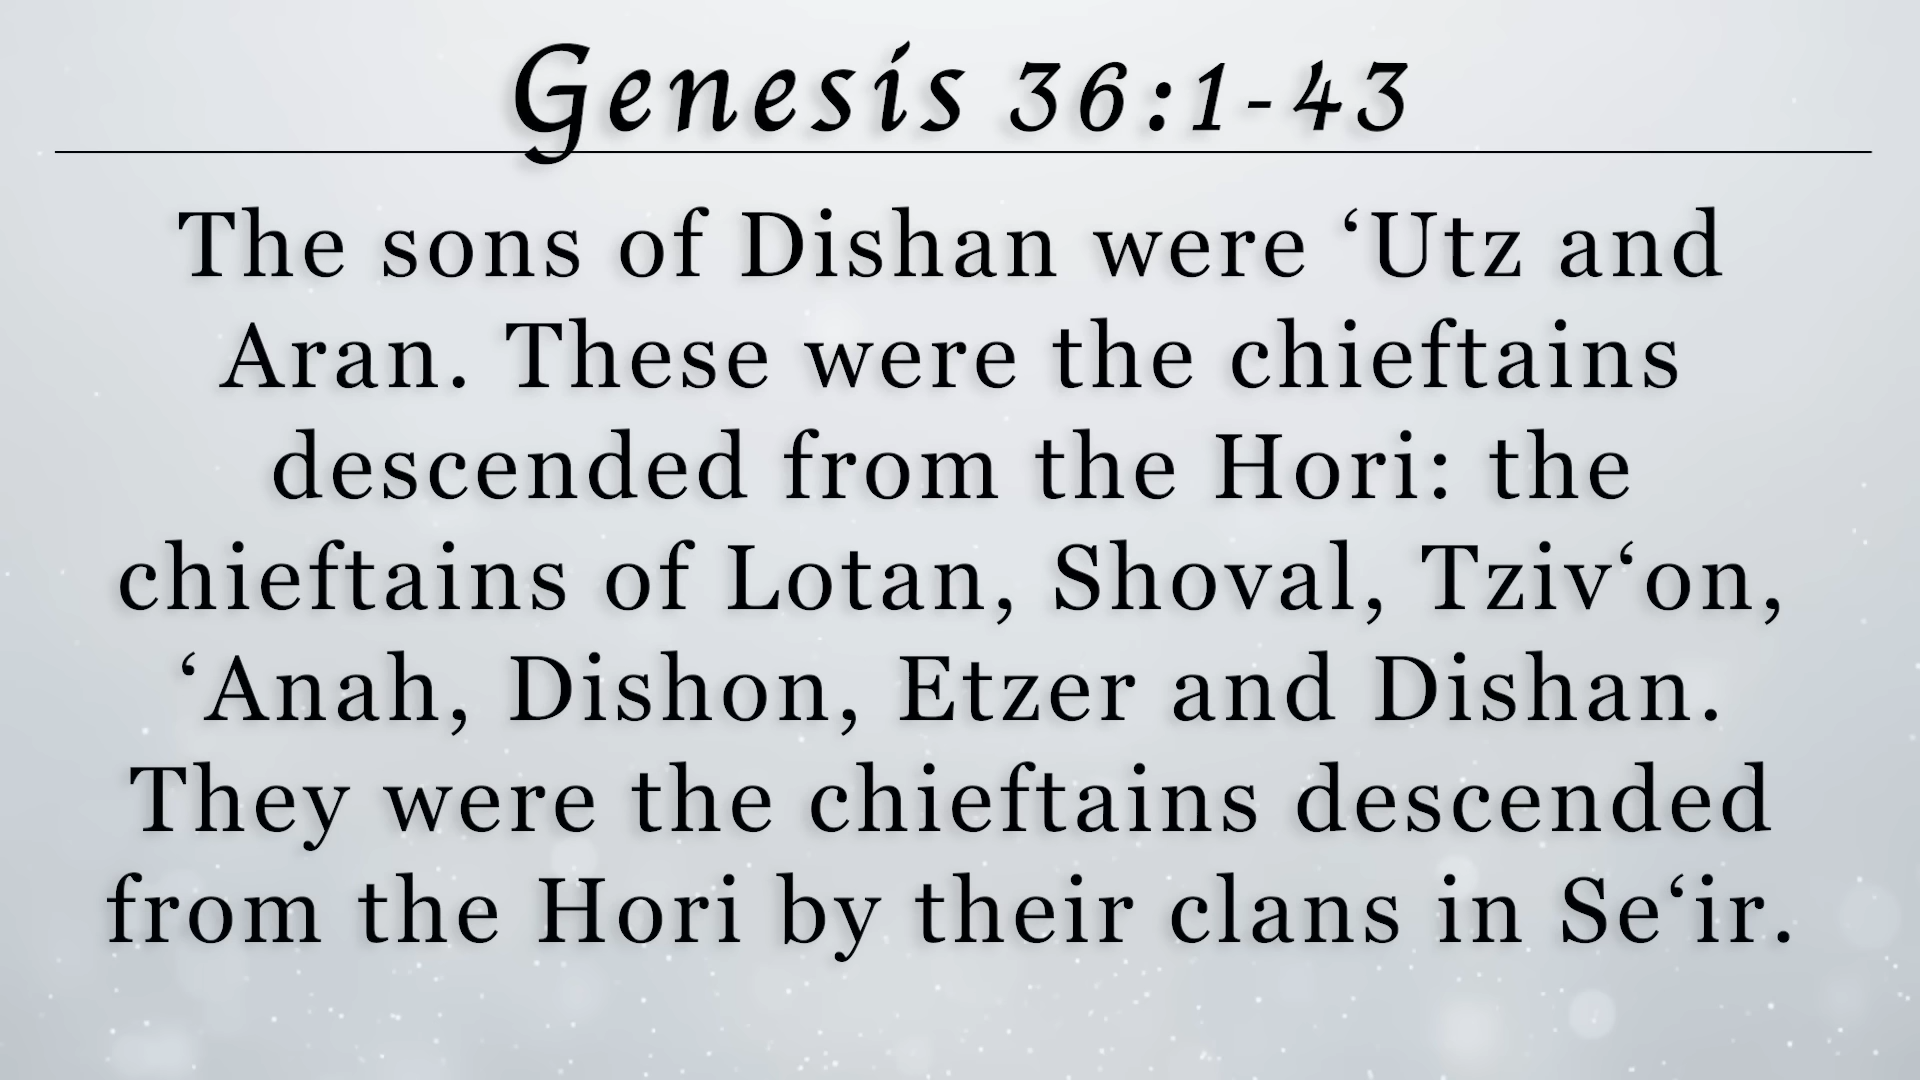 Genesis 36:1-43
The sons of Dishan were ‘Utz and
Aran. These were the chieftains
descended from the Hori: the
chieftains of Lotan, Shoval, Tziv‘on,
‘Anah, Dishon, Etzer and Dishan.
They were the chieftains descended
from the Hori by their clans in Se‘ir.